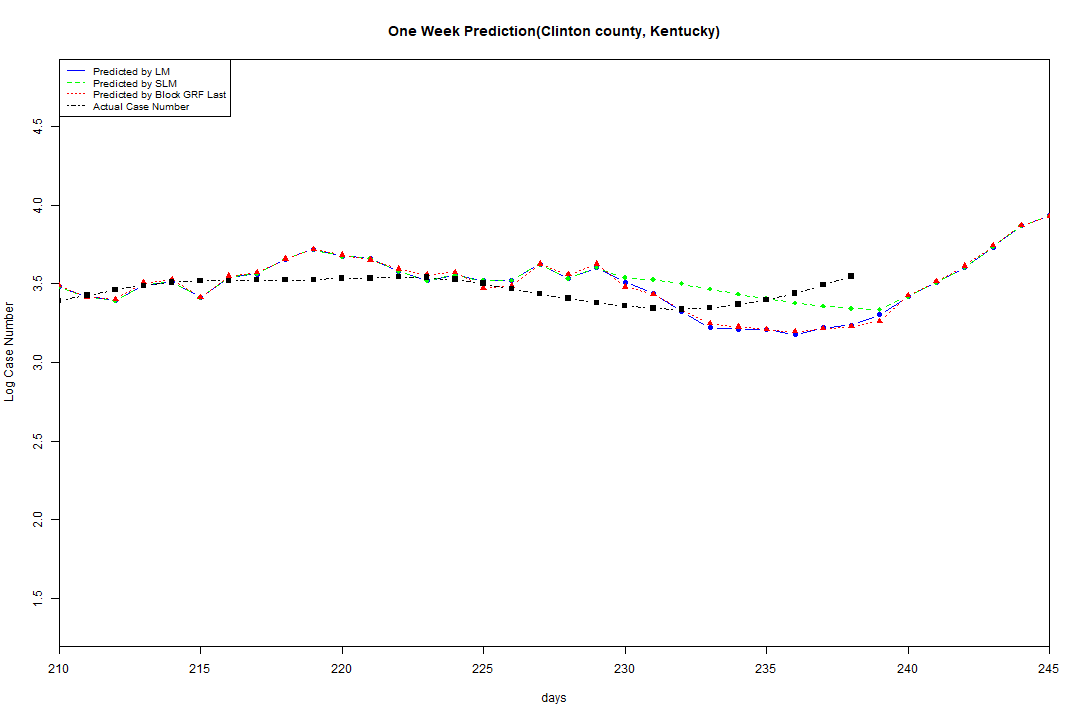 One Week Prediction(Clinton county, Kentucky)
Predicted by LM
Predicted by SLM
Predicted by Block GRF Last
Actual Case Number
4.5
4.0
3.5
3.0
2.5
2.0
1.5
Log Case Number
210 215 220 225 230 235 240 245
days